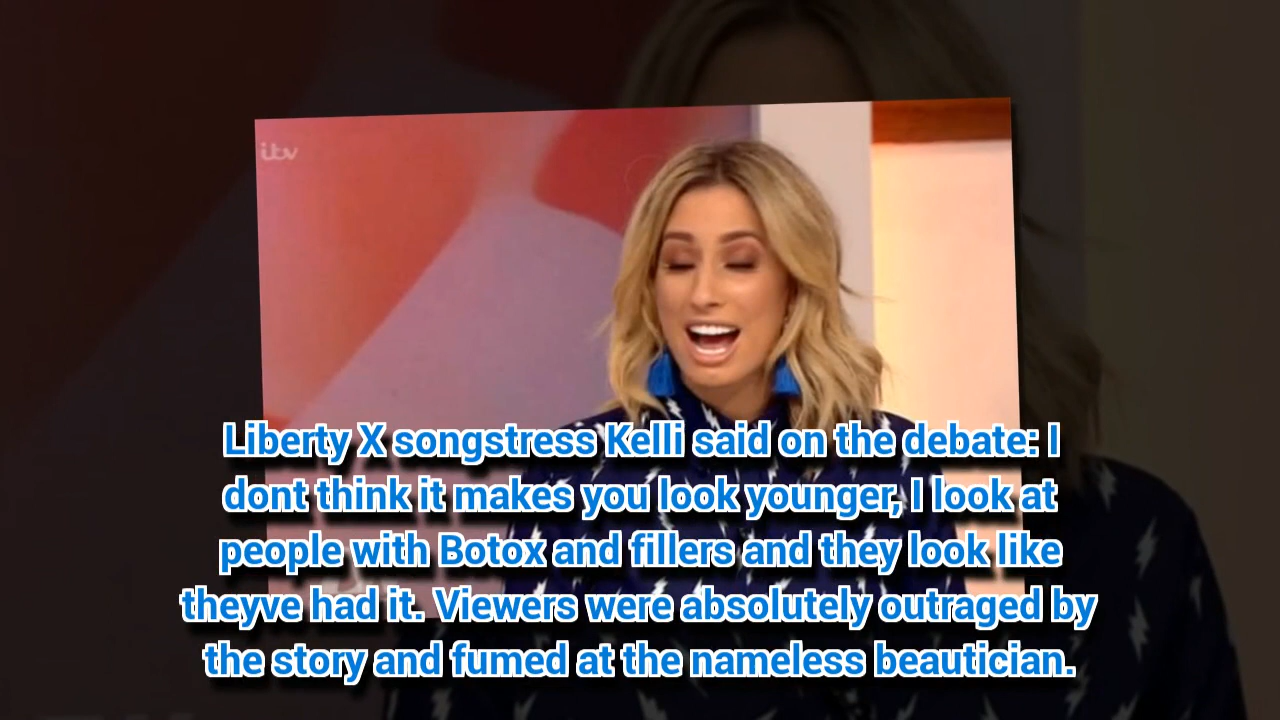 itv
Liberty X songstress Kelli said on the debate: I
dont think it makes you look younger, I look at
people with Botox and fillers and they look like
theyve had it. Viewers were absolutely outraged by
the story and fumed at the nameless beautician.